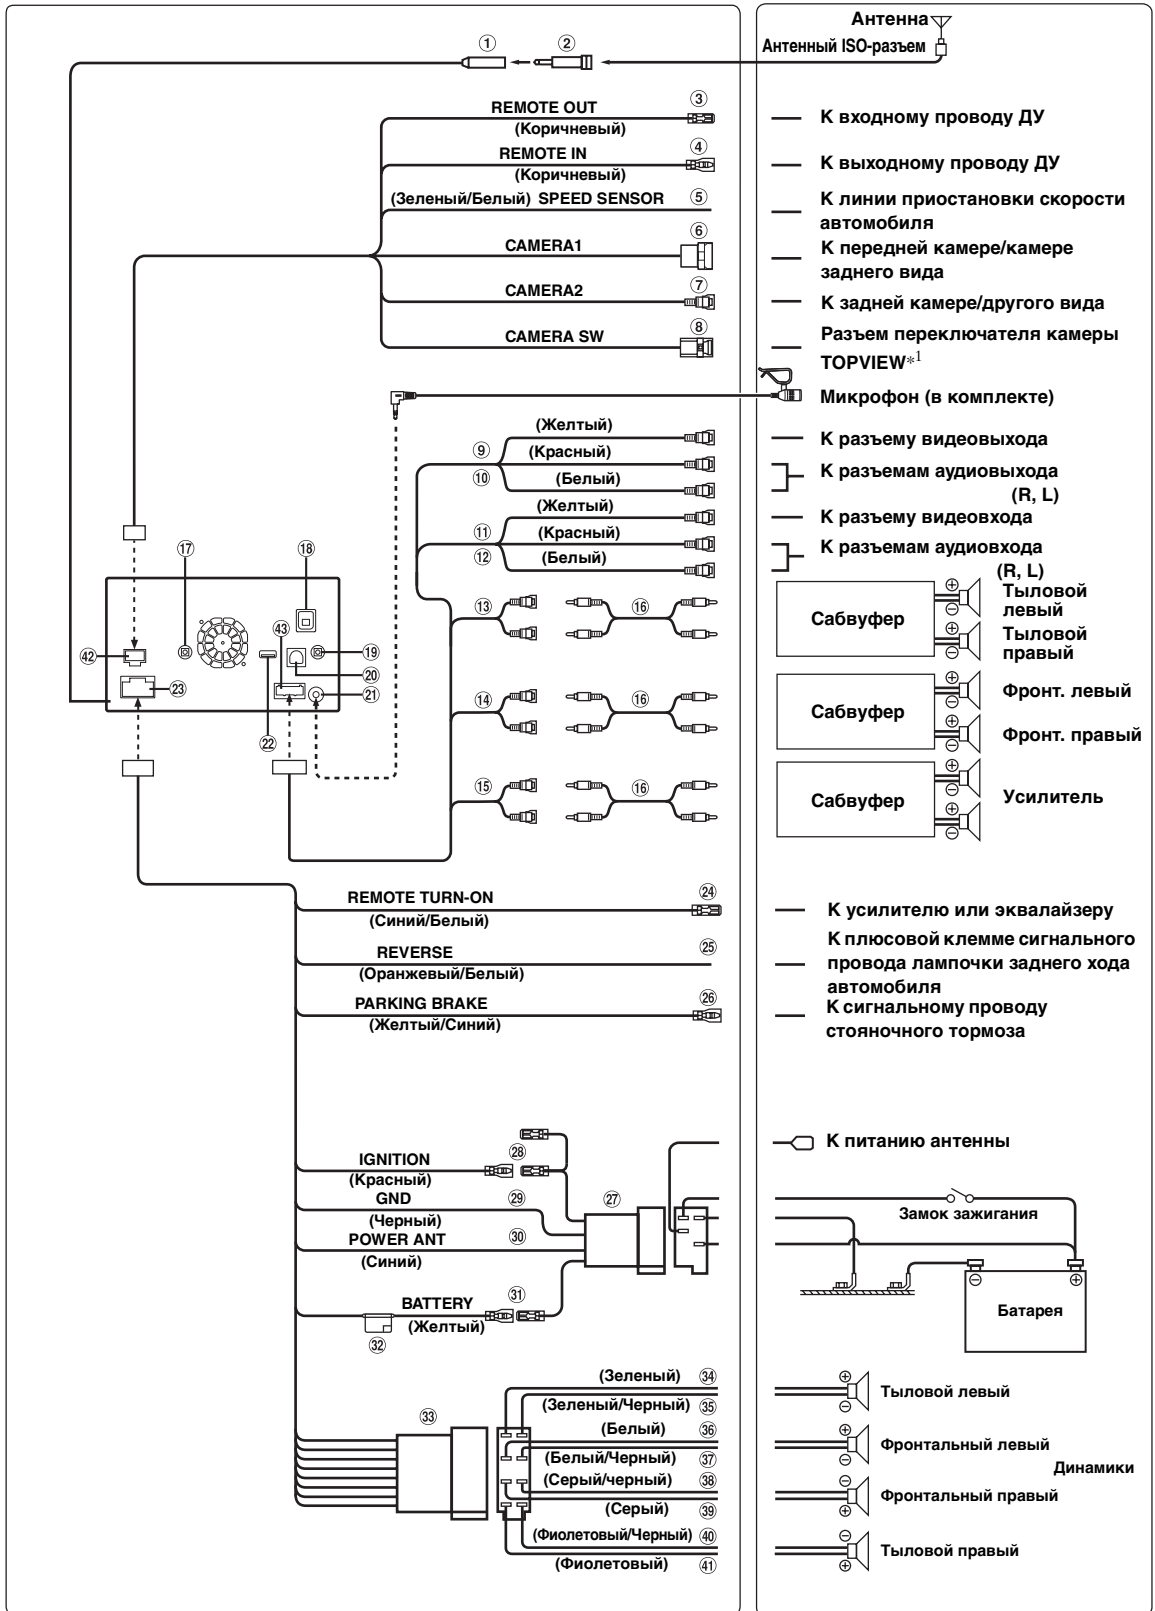 Антенна
Антенный ISO-разъем
① ②
REMOTE OUT ③
(Коричневый)
К входному проводу ДУ
REMOTE IN ④
(Коричневый)
К выходному проводу ДУ
(Зеленый/Белый) SPEED SENSOR ⑤
К линии приостановки скорости
автомобиля
CAMERA1 ⑥
К передней камере/камере
заднего вида
CAMERA2 ⑦
К задней камере/другого вида
CAMERA SW ⑧
Разъем переключателя камеры
TOPVIEW*1
Микрофон (в комплекте)
(Желтый)
К разъему видеовыхода
⑨ (Красный)
⑩ (Белый)
К разъемам аудиовыхода
(R, L)
(Желтый)
К разъему видеовхода
⑪ (Красный)
⑫ (Белый)
К разъемам аудиовхода
(R, L)
⑰ ⑱
㊷ ㊸ ⑲
㉓ ⑳
㉑
㉒
⑬ ⑯
Сабвуфер
⊕
⊖
Тыловой
левый
⊕
⊖
Тыловой
правый
⑭ ⑯
Сабвуфер
⊕
⊖
Фронт. левый
⊕
⊖
Фронт. правый
⑮ ⑯
Сабвуфер
⊕
⊖
⊕
⊖
Усилитель
REMOTE TURN-ON ㉔
(Синий/Белый)
К усилителю или эквалайзеру
REVERSE ㉕
(Оранжевый/Белый)
К плюсовой клемме сигнального
провода лампочки заднего хода
автомобиля
PARKING BRAKE ㉖
(Желтый/Синий)
К сигнальному проводу
стояночного тормоза
К питанию антенны
IGNITION ㉘
(Красный)
GND ㉙ ㉗
(Черный)
Замок зажигания
POWER ANT ㉚
(Синий)
⊖ ⊕
Батарея
BATTERY ㉛
(Желтый)
㉜
㉝
(Зеленый) ㉞
(Зеленый/Черный) ㉟
⊕
⊖
Тыловой левый
(Белый) ㊱
(Белый/Черный) ㊲
⊕
⊖
Фронтальный левый
Динамики
(Серый/черный) ㊳
(Серый) ㊴
⊖
⊕
Фронтальный правый
(Фиолетовый/Черный) ㊵
(Фиолетовый) ㊶
⊖
⊕
Тыловой правый